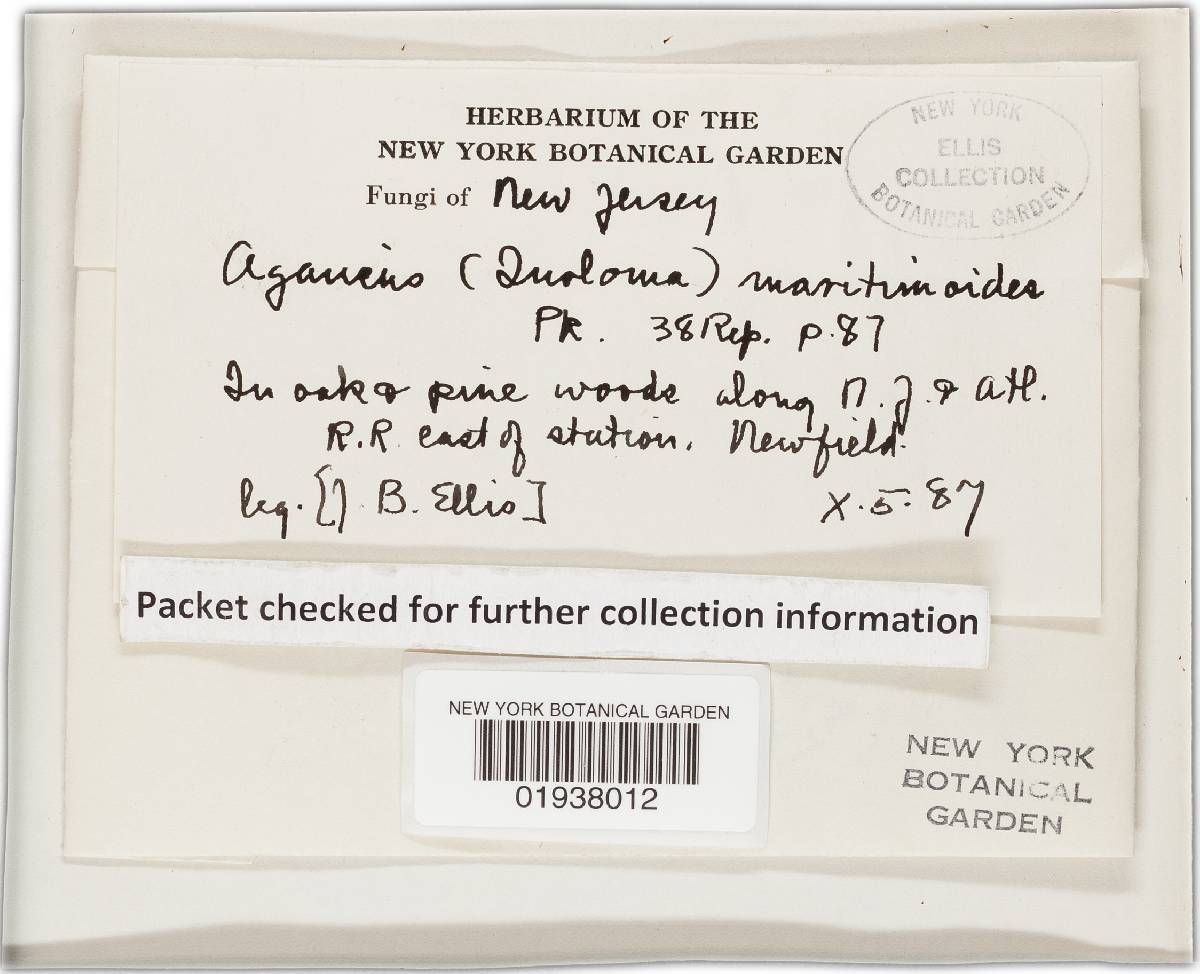 HERBARIUM OF THE
NEW YORK BOTANICAL GARDEN
Fungi of New Jersey
NEW YORK
ELLIS
COLLECTION
BOTANICAL GARDEN
Agaricus (Inoloma) maritimoides
Pk. 38 Rep. p. 87
In oak & pine woods along N. J. & Atl.
R.R. east of station. Newfield.
leg. [J. B. Ellis] X. 5. 87
Packet checked for further collection information
NEW YORK BOTANICAL GARDEN
01938012
NEW YORK
BOTANICAL
GARDEN